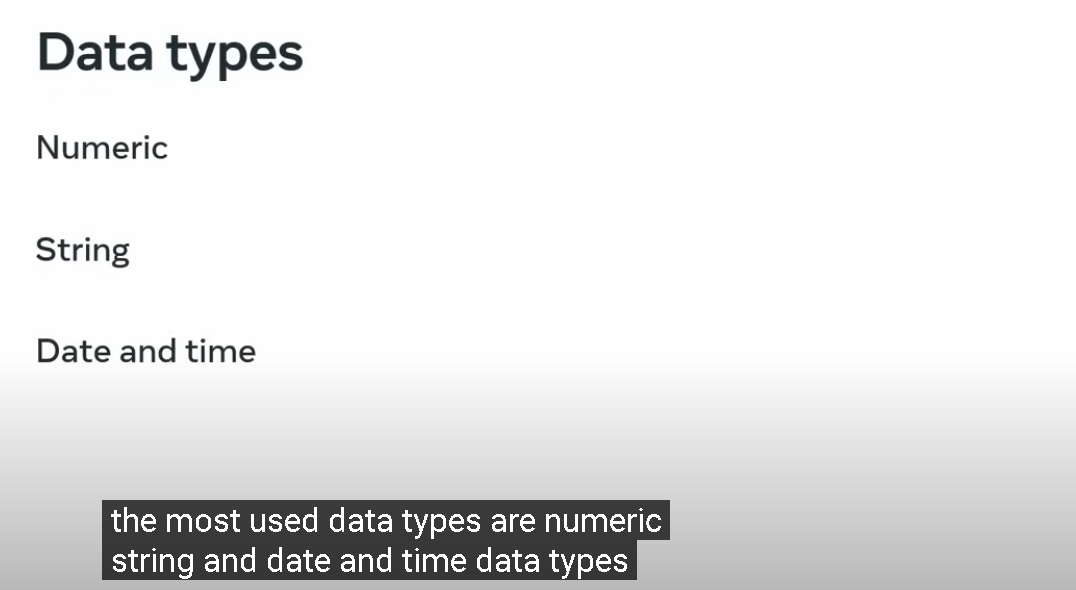 Data types
Numeric
String
Date and time
the most used data types are numeric
string and date and time data types